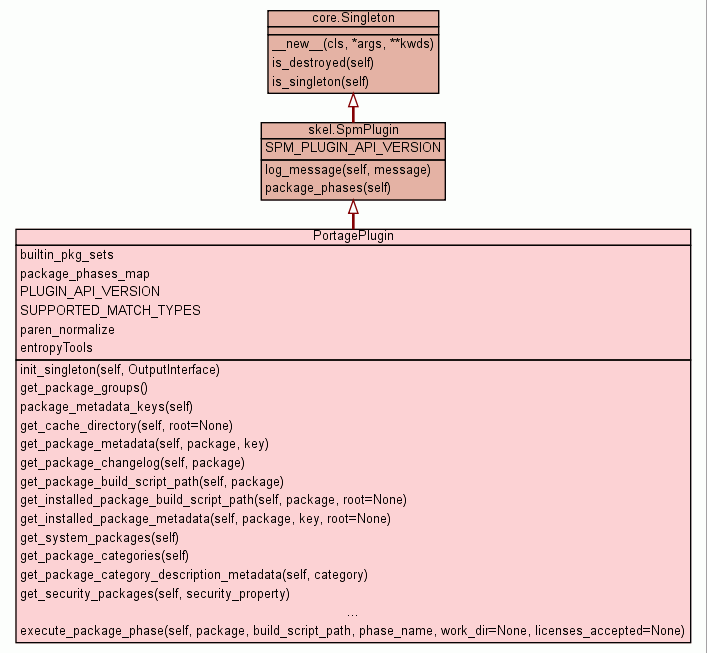 core.Singleton
__new__(cls, *args, **kwds)
is_destroyed(self)
is_singleton(self)
skel.SpmPlugin
SPM_PLUGIN_API_VERSION
log_message(self, message)
package_phases(self)
PortagePlugin
builtin_pkg_sets
package_phases_map
PLUGIN_API_VERSION
SUPPORTED_MATCH_TYPES
paren_normalize
entropyTools
init_singleton(self, OutputInterface)
get_package_groups()
package_metadata_keys(self)
get_cache_directory(self, root=None)
get_package_metadata(self, package, key)
get_package_changelog(self, package)
get_package_build_script_path(self, package)
get_installed_package_build_script_path(self, package, root=None)
get_installed_package_metadata(self, package, key, root=None)
get_system_packages(self)
get_package_categories(self)
get_package_category_description_metadata(self, category)
get_security_packages(self, security_property)
...
execute_package_phase(self, package, build_script_path, phase_name, work_dir=None, licenses_accepted=None)